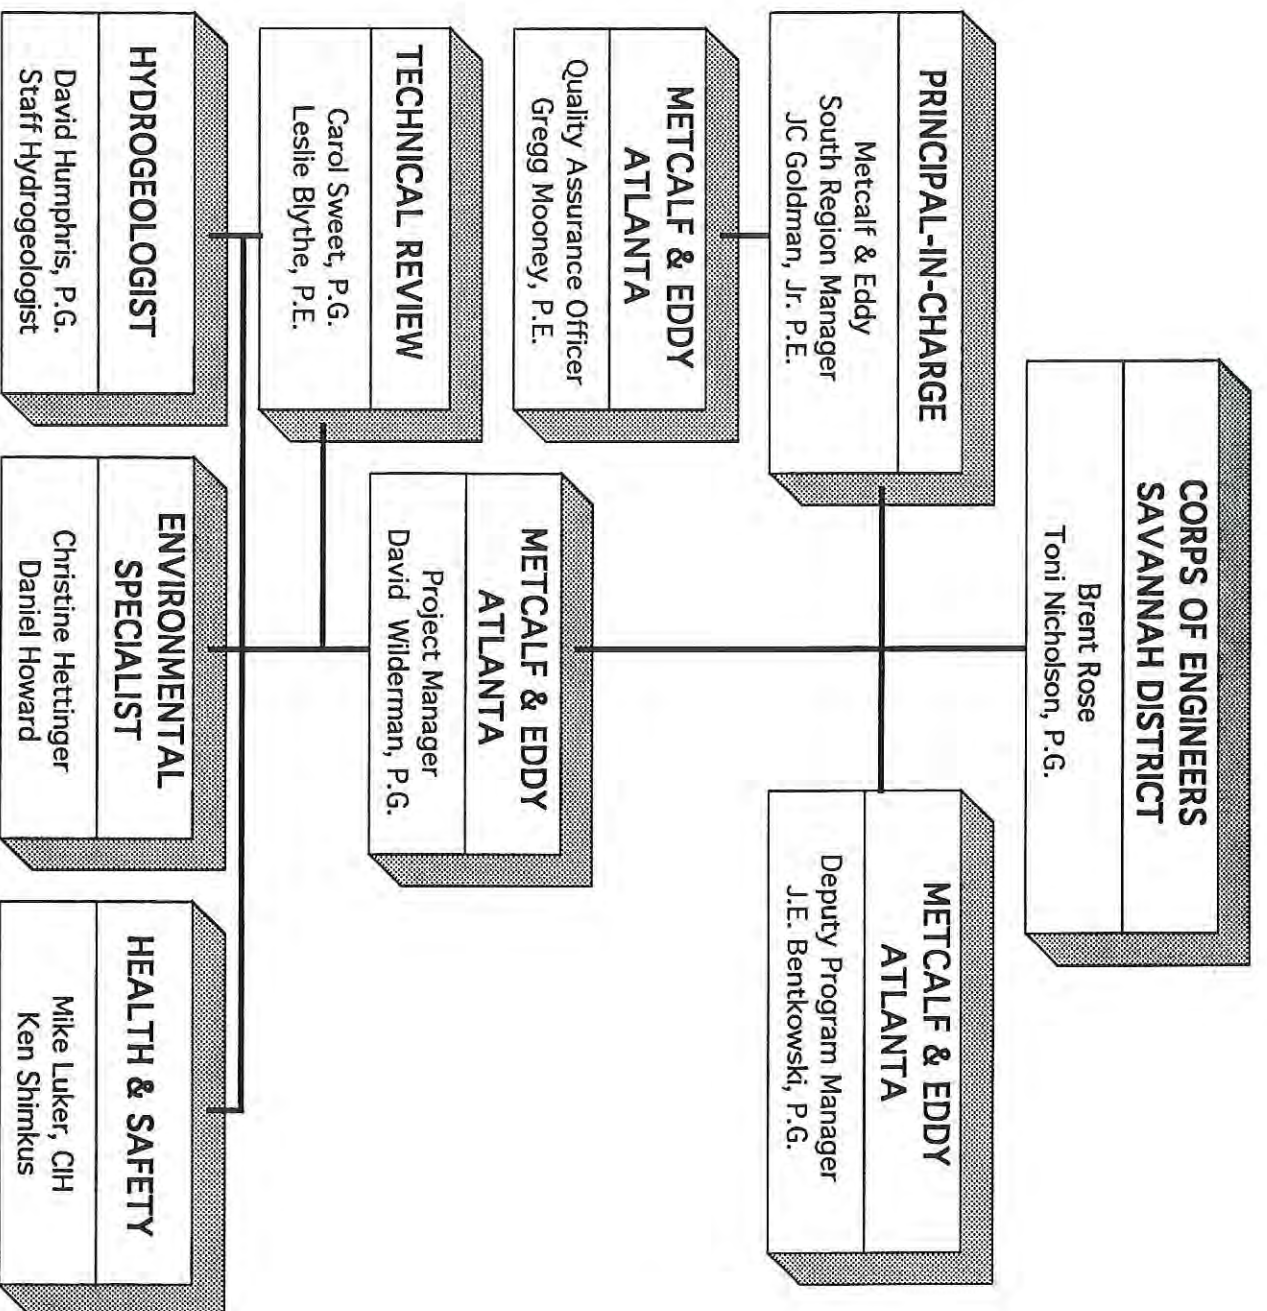 CORPS OF ENGINEERS
SAVANNAH DISTRICT
Brent Rose
Toni Nicholson, P.G.
PRINCIPAL-IN-CHARGE
Metcalf & Eddy
South Region Manager
JC Goldman, Jr. P.E.
METCALF & EDDY
ATLANTA
Deputy Program Manager
J.E. Bentkowski, P.G.
METCALF & EDDY
ATLANTA
Quality Assurance Officer
Gregg Mooney, P.E.
METCALF & EDDY
ATLANTA
Project Manager
David Wilderman, P.G.
TECHNICAL REVIEW
Carol Sweet, P.G.
Leslie Blythe, P.E.
HYDROGEOLOGIST
David Humphris, P.G.
Staff Hydrogeologist
ENVIRONMENTAL
SPECIALIST
Christine Hettinger
Daniel Howard
HEALTH & SAFETY
Mike Luker, CIH
Ken Shimkus